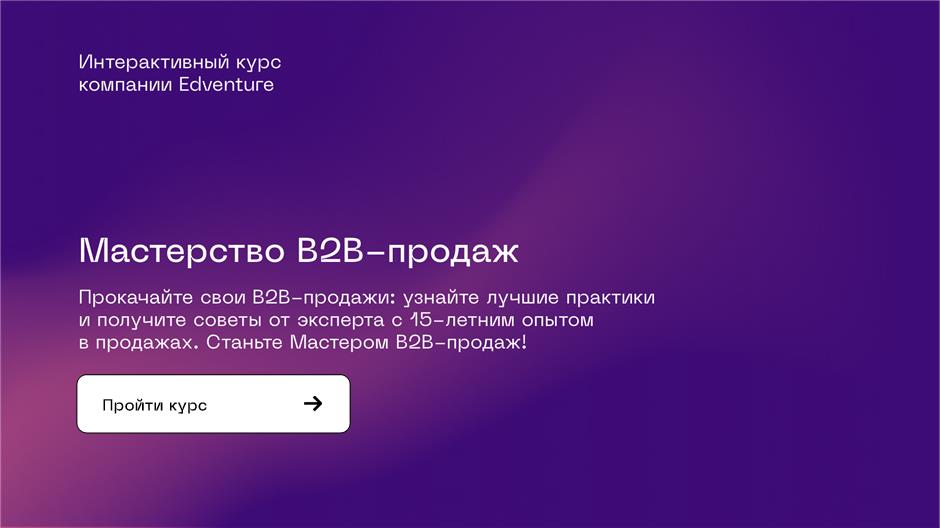 Интерактивный курс
компании Edventure
Мастерство B2B-продаж
Прокачайте свои B2B-продажи: узнайте лучшие практики
и получите советы от эксперта с 15-летним опытом
в продажах. Станьте Мастером B2B-продаж!
Пройти курс